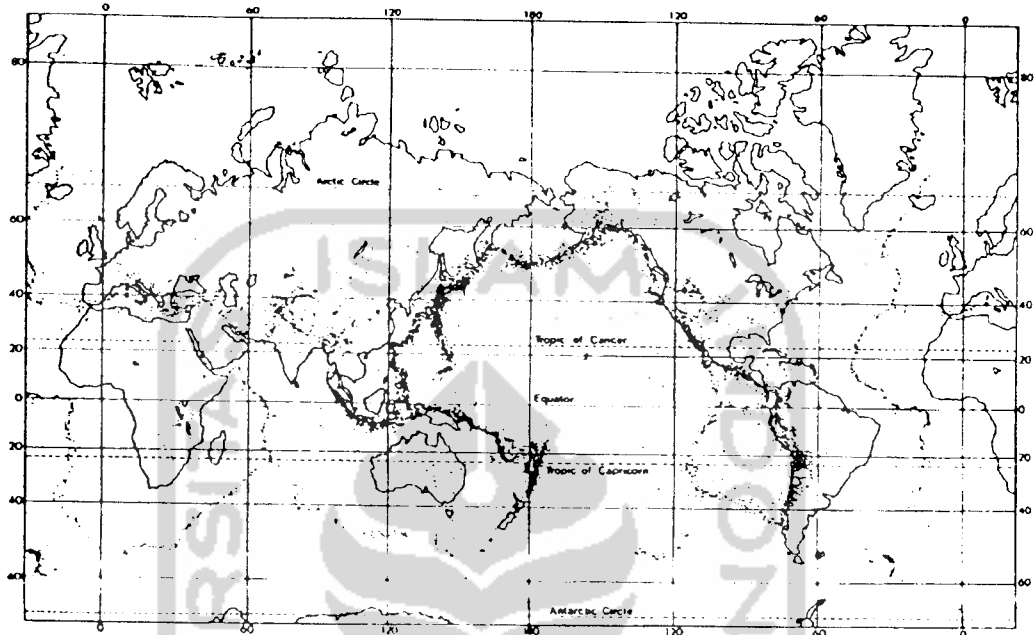 0 60 120 180 120 60 0
80 80
Arctic Circle
60 60
ISLAM
40 40
Tropic of Cancer
20 20
Equator
0 0
20 20
Tropic of Capricorn
40 40
60 60
Antarctic Circle
0 60 120 180 120 60 0